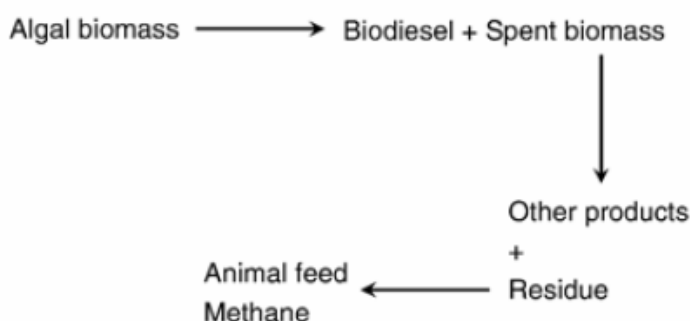 Algal biomass
Biodiesel + Spent biomass
Other products
+
Residue
Animal feed
Methane